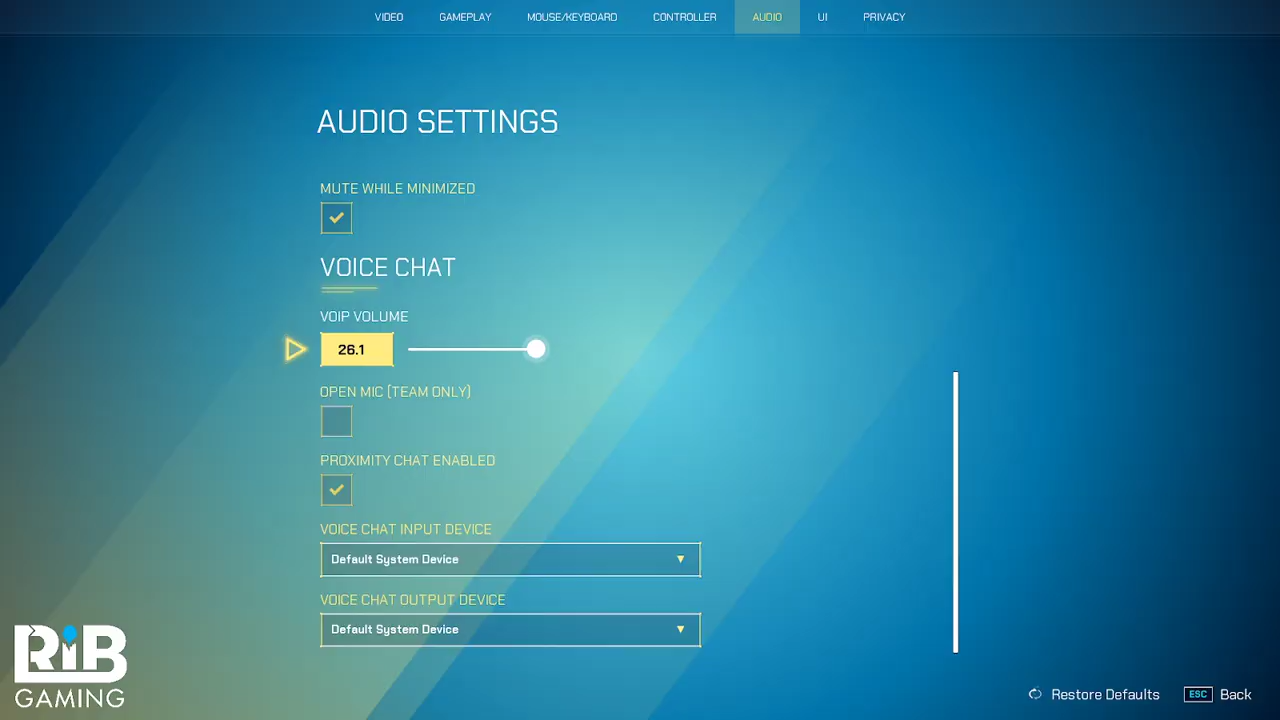 VIDEO GAMEPLAY MOUSE/KEYBOARD CONTROLLER AUDIO UI PRIVACY
AUDIO SETTINGS
MUTE WHILE MINIMIZED
VOICE CHAT
VOIP VOLUME
26.1
OPEN MIC (TEAM ONLY)
PROXIMITY CHAT ENABLED
VOICE CHAT INPUT DEVICE
Default System Device
VOICE CHAT OUTPUT DEVICE
Default System Device
RiB
GAMING
Restore Defaults ESC Back